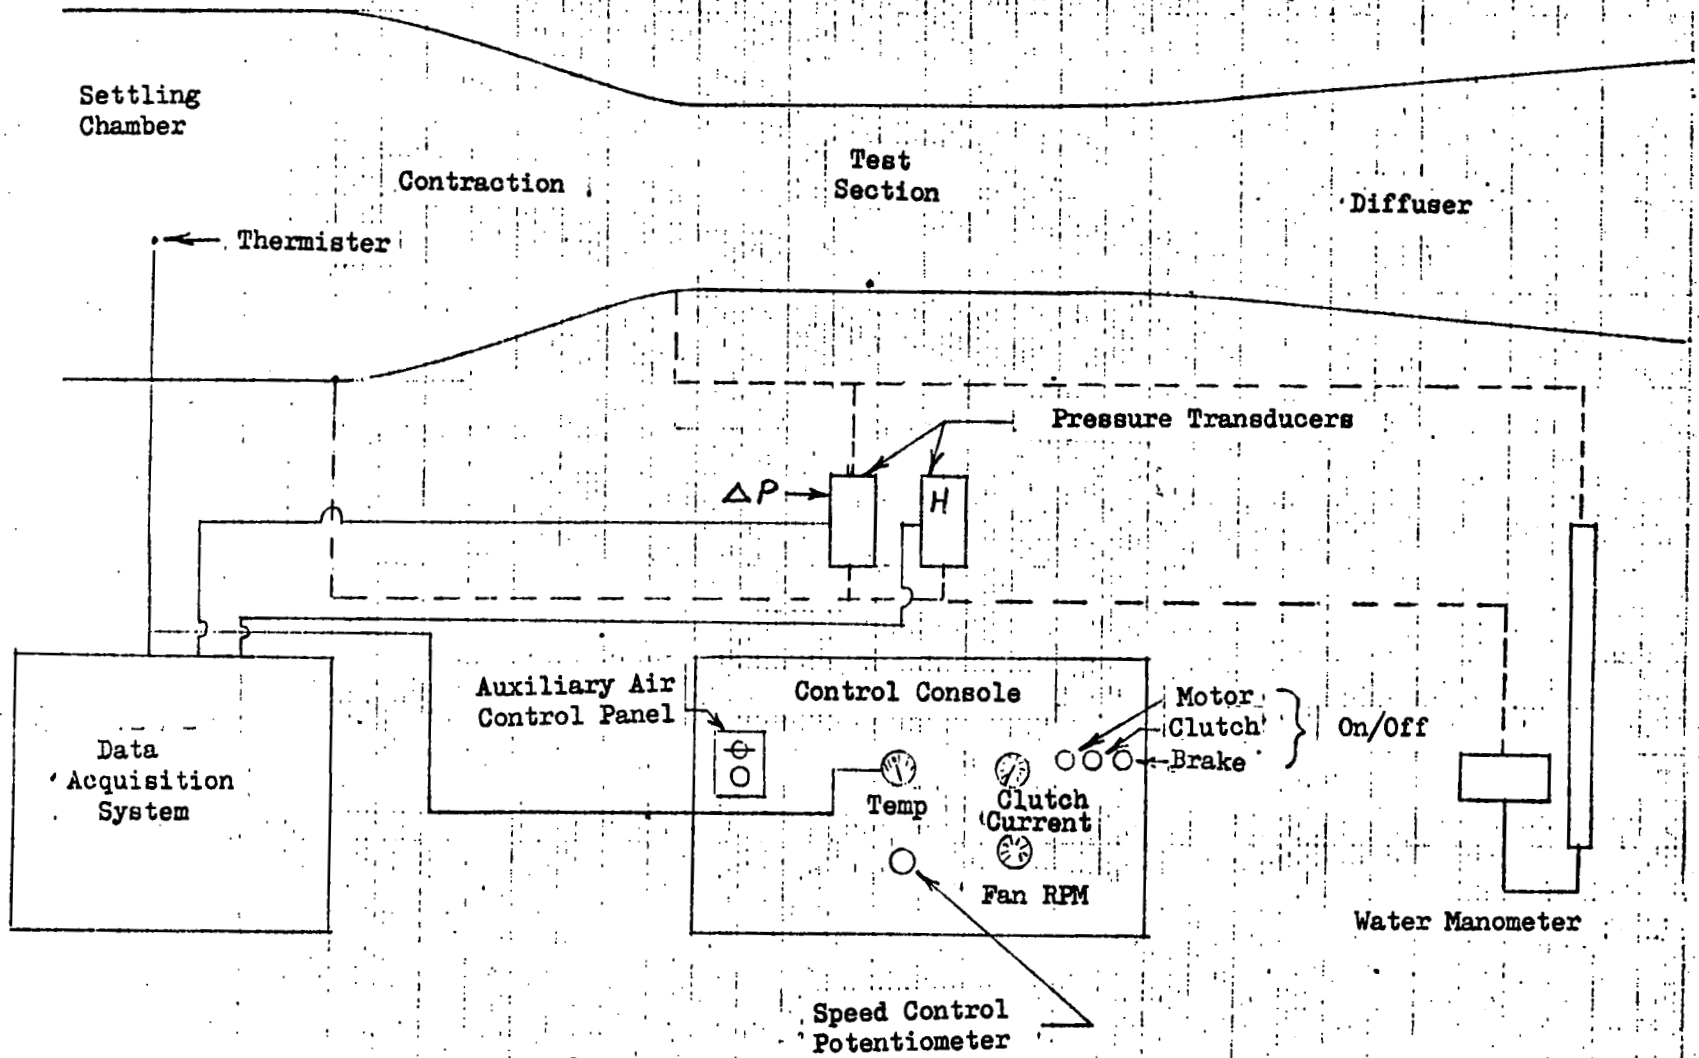 Settling
Chamber
Contraction
Test
Section
Diffuser
Thermister
Pressure Transducers
ΔP
H
Auxiliary Air
Control Panel
Control Console
Motor
Clutch
Brake
On/Off
Data
Acquisition
System
Temp
Clutch
Current
Fan RPM
Water Manometer
Speed Control
Potentiometer